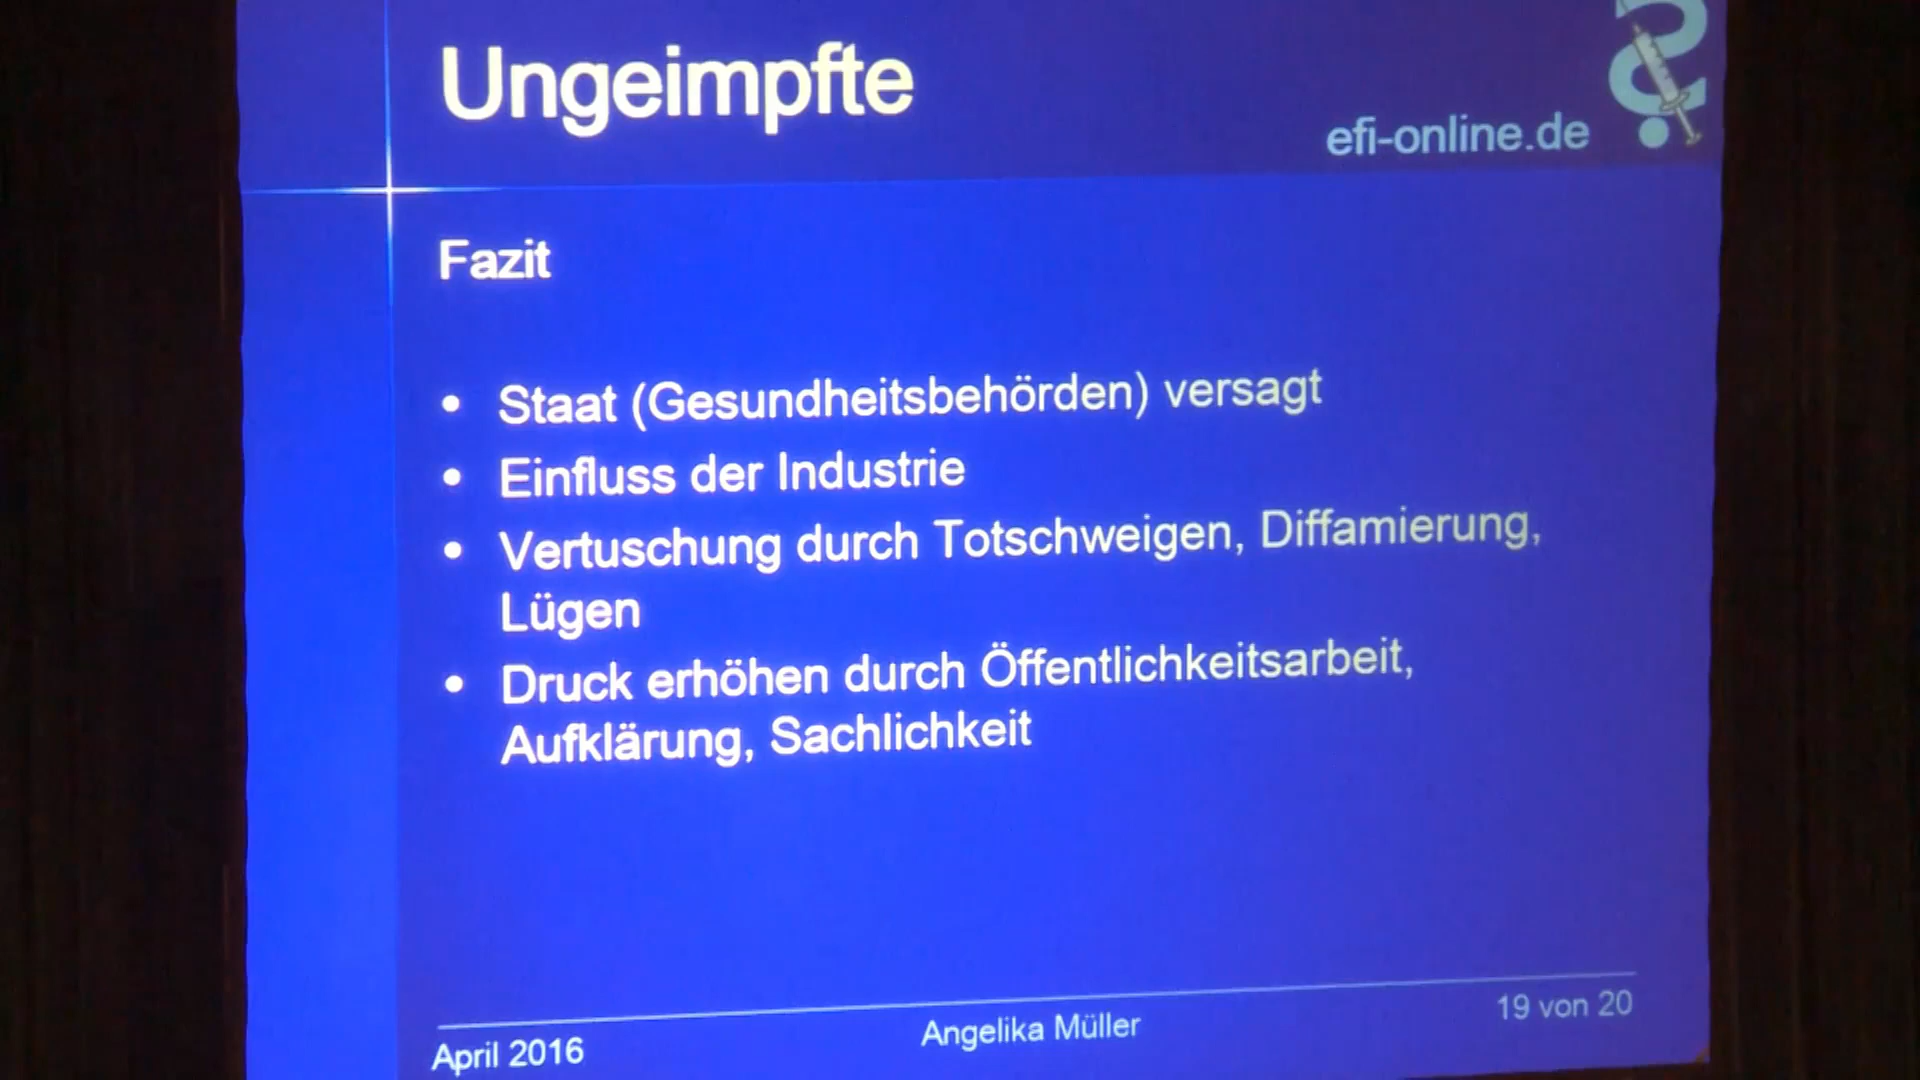 Ungeimpfte
efi-online.de
Fazit
• Staat (Gesundheitsbehörden) versagt
• Einfluss der Industrie
• Vertuschung durch Totschweigen, Diffamierung,
Lügen
• Druck erhöhen durch Öffentlichkeitsarbeit,
Aufklärung, Sachlichkeit
April 2016
Angelika Müller
19 von 20